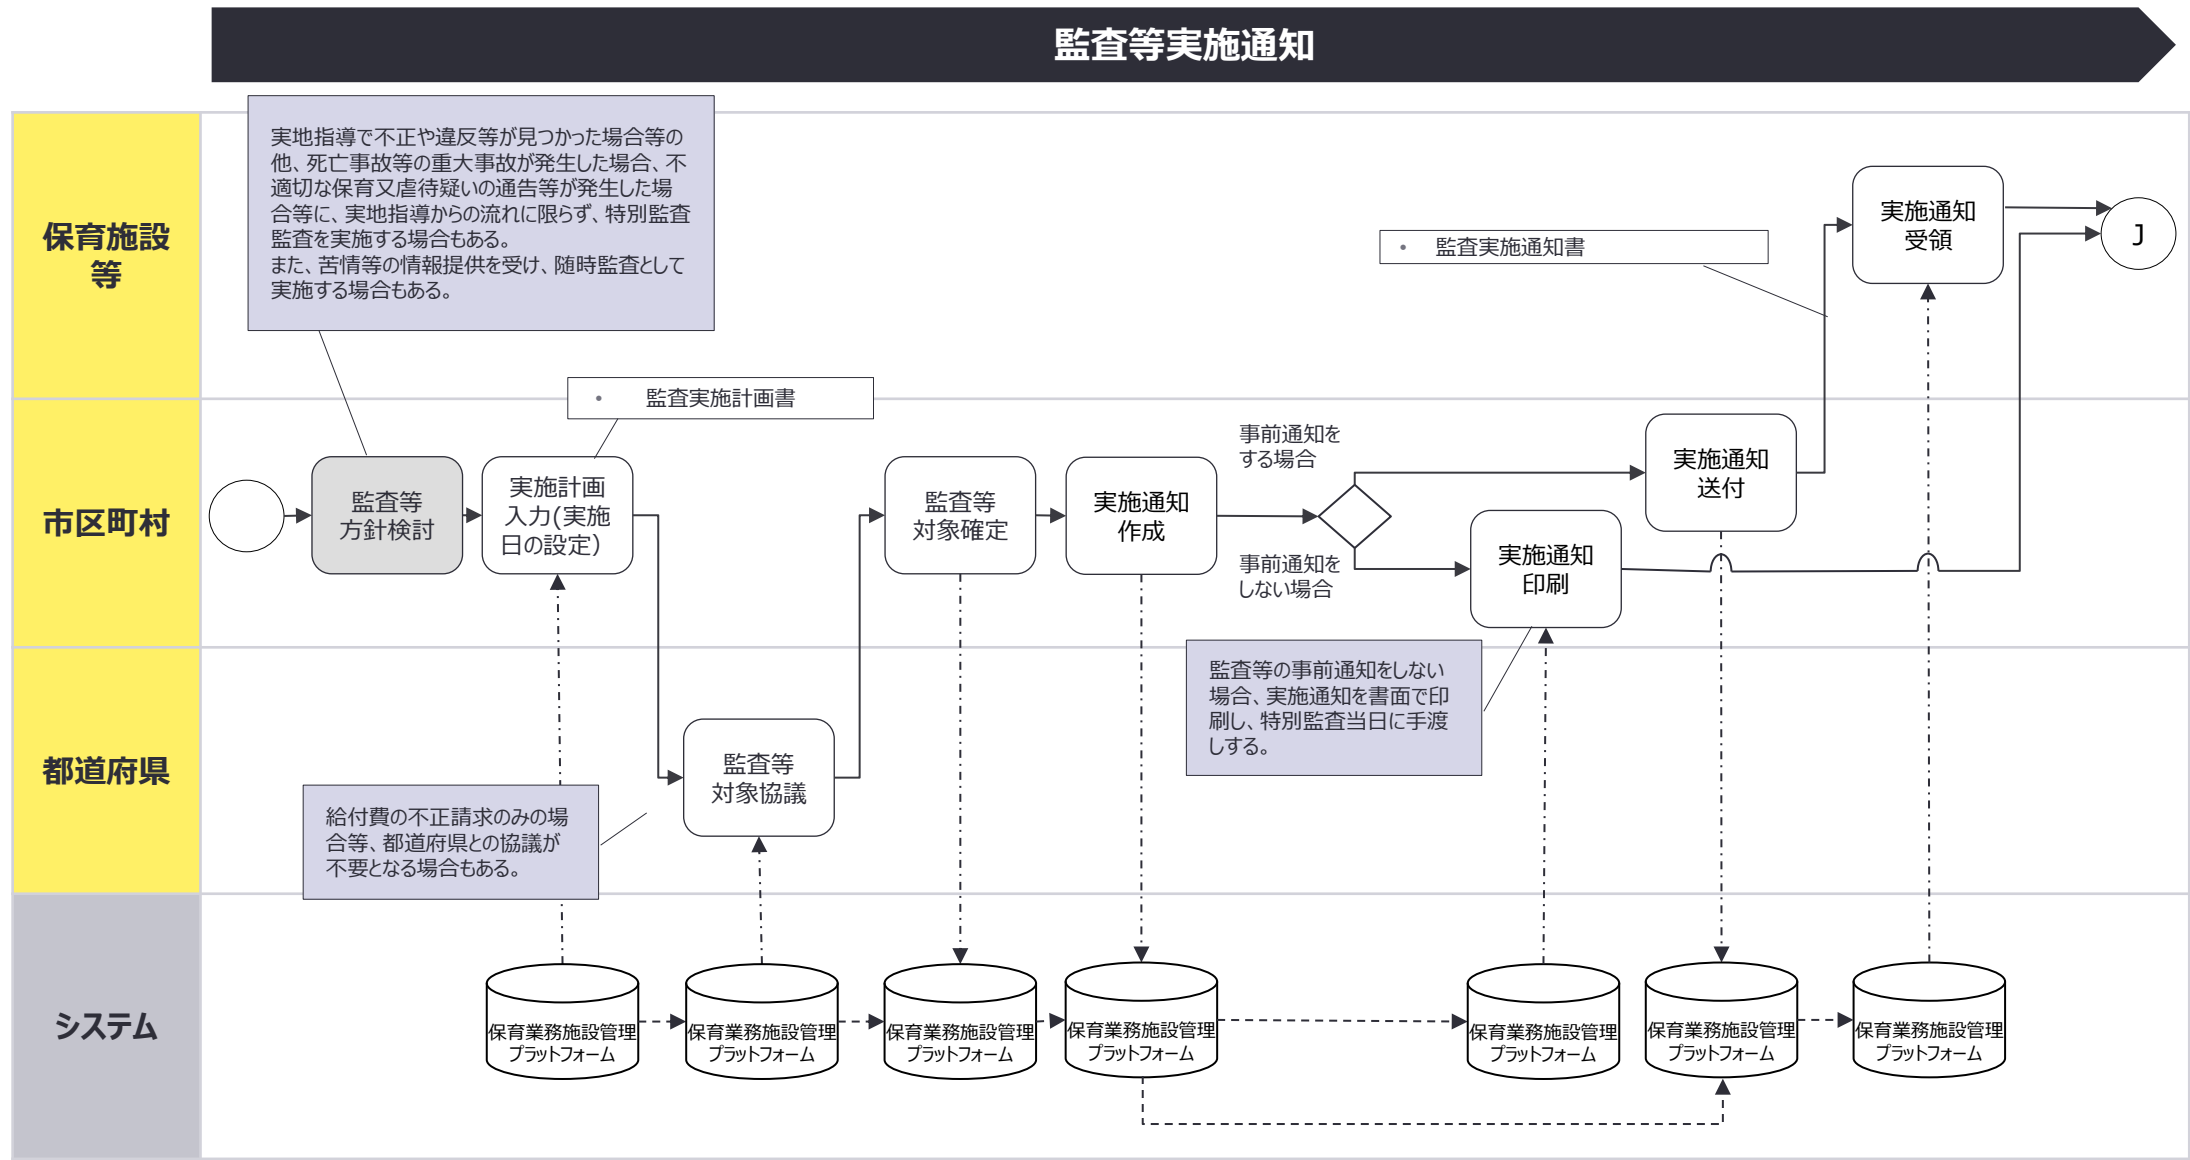 監査等実施通知
実地指導で不正や違反等が見つかった場合等の
他、死亡事故等の重大事故が発生した場合、不
適切な保育又虐待疑いの通告等が発生した場
合等に、実地指導からの流れに限らず、特別監査
監査を実施する場合もある。
また、苦情等の情報提供を受け、随時監査として
実施する場合もある。
保育施設
等
• 監査実施通知書
実施通知
受領
J
• 監査実施計画書
市区町村
監査等
方針検討
実施計画
入力(実施
日の設定)
監査等
対象確定
実施通知
作成
事前通知を
する場合
事前通知を
しない場合
実施通知
送付
実施通知
印刷
監査等の事前通知をしない
場合、実施通知を書面で印
刷し、特別監査当日に手渡
しする。
都道府県
監査等
対象協議
給付費の不正請求のみの場
合等、都道府県との協議が
不要となる場合もある。
システム
保育業務施設管理
プラットフォーム
保育業務施設管理
プラットフォーム
保育業務施設管理
プラットフォーム
保育業務施設管理
プラットフォーム
保育業務施設管理
プラットフォーム
保育業務施設管理
プラットフォーム
保育業務施設管理
プラットフォーム